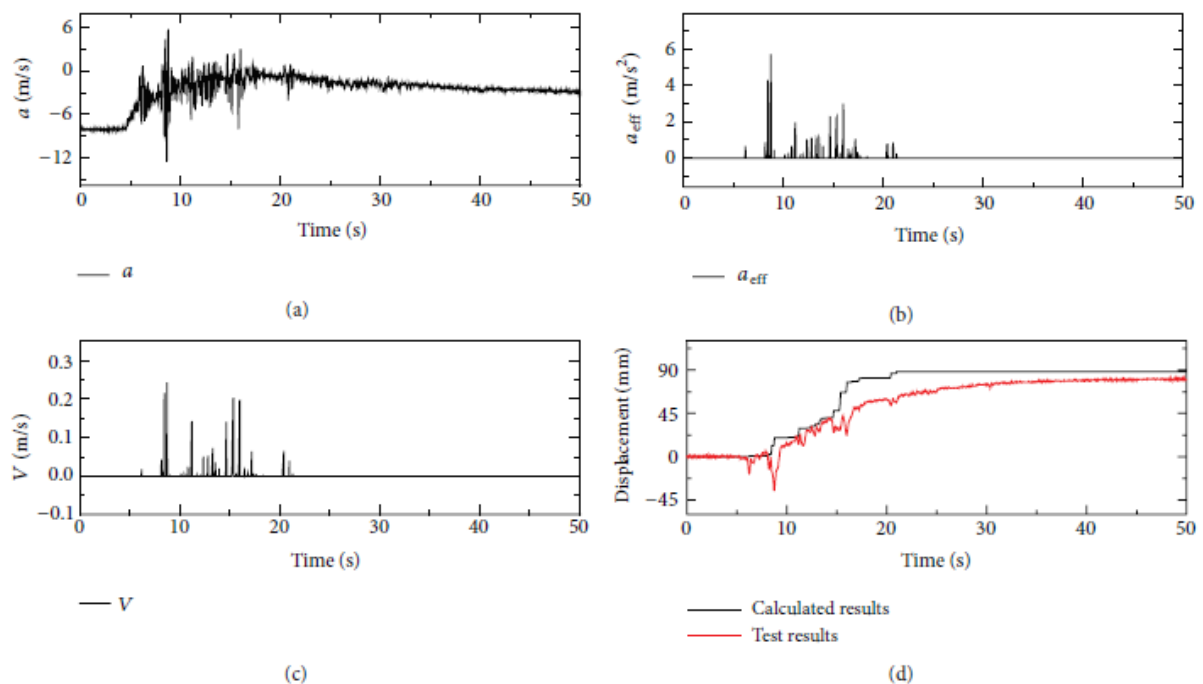 6
0
−6
−12
a (m/s)
0 10 20 30 40 50
Time (s)
a
(a)
6
4
2
0
a_eff (m/s²)
0 10 20 30 40 50
Time (s)
a_eff
(b)
0.3
0.2
0.1
0.0
−0.1
V (m/s)
0 10 20 30 40 50
Time (s)
V
(c)
90
45
0
−45
Displacement (mm)
0 10 20 30 40 50
Time (s)
Calculated results
Test results
(d)